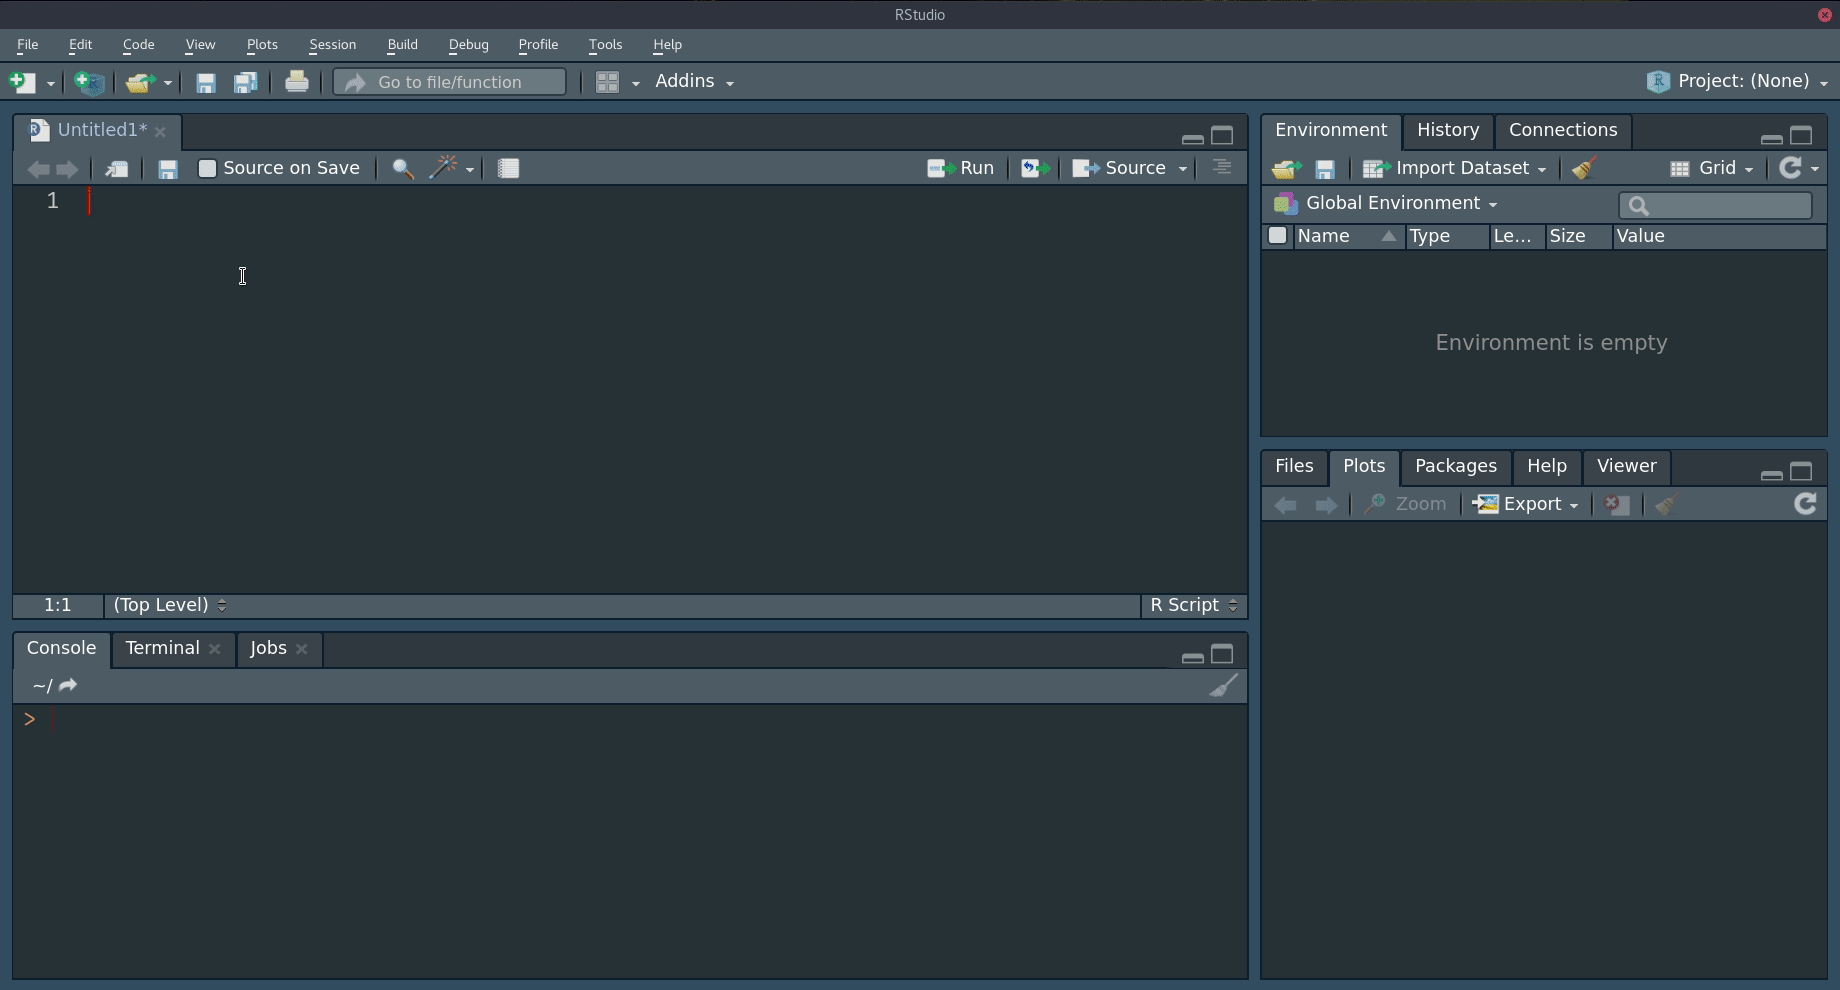 RStudio
File Edit Code View Plots Session Build Debug Profile Tools Help
Go to file/function Addins Project: (None)
Untitled1*
Source on Save Run Source
1
1:1 (Top Level) R Script
Console Terminal Jobs
~/
>
Environment History Connections
Import Dataset Grid
Global Environment
Name Type Le... Size Value
Environment is empty
Files Plots Packages Help Viewer
Zoom Export